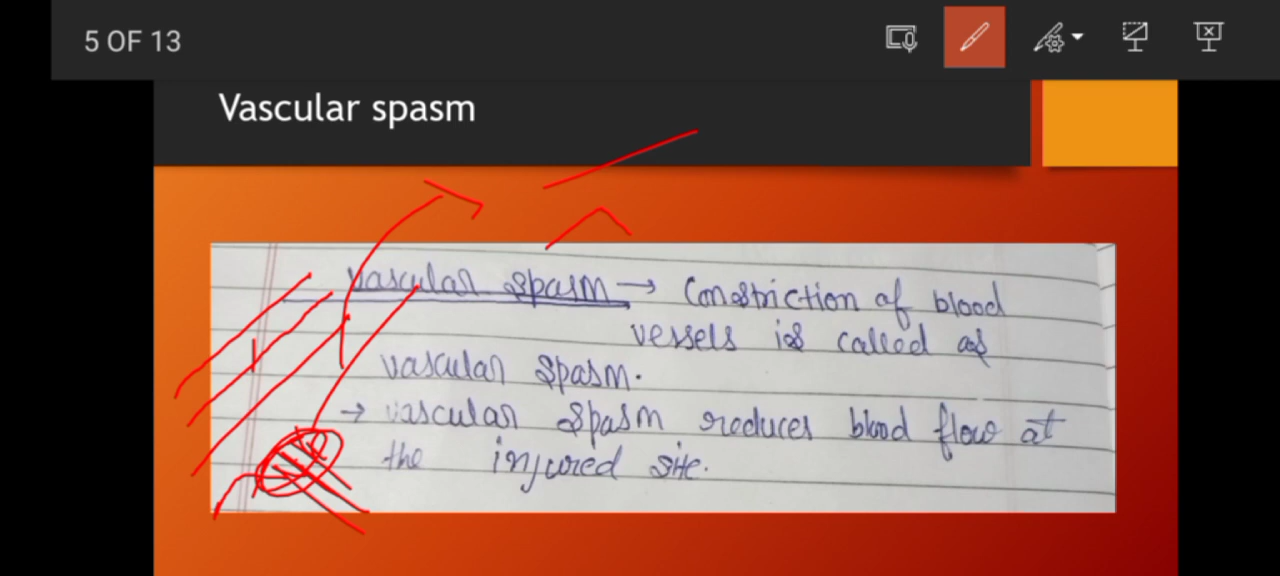 5 OF 13
Vascular spasm
vascular spasm → Constriction of blood
vessels is called as
vascular spasm.
→ vascular spasm reduces blood flow at
the injured site.